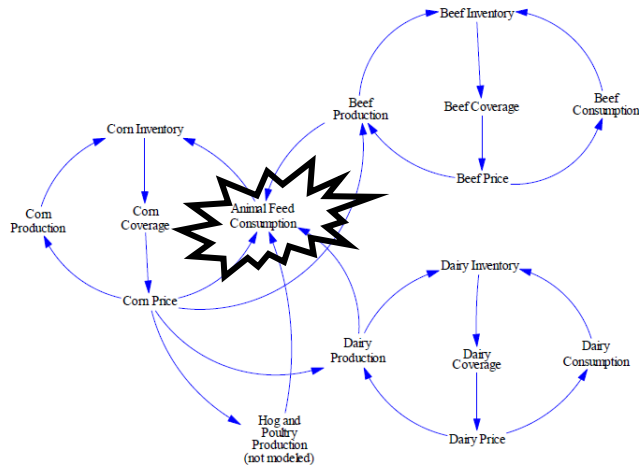 Beef Inventory
Beef
Production
Beef Coverage
Beef
Consumption
Beef Price
Corn Inventory
Corn
Production
Corn
Coverage
Animal Feed
Consumption
Corn Price
Dairy Inventory
Dairy
Production
Dairy
Coverage
Dairy
Consumption
Dairy Price
Hog and
Poultry
Production
(not modeled)